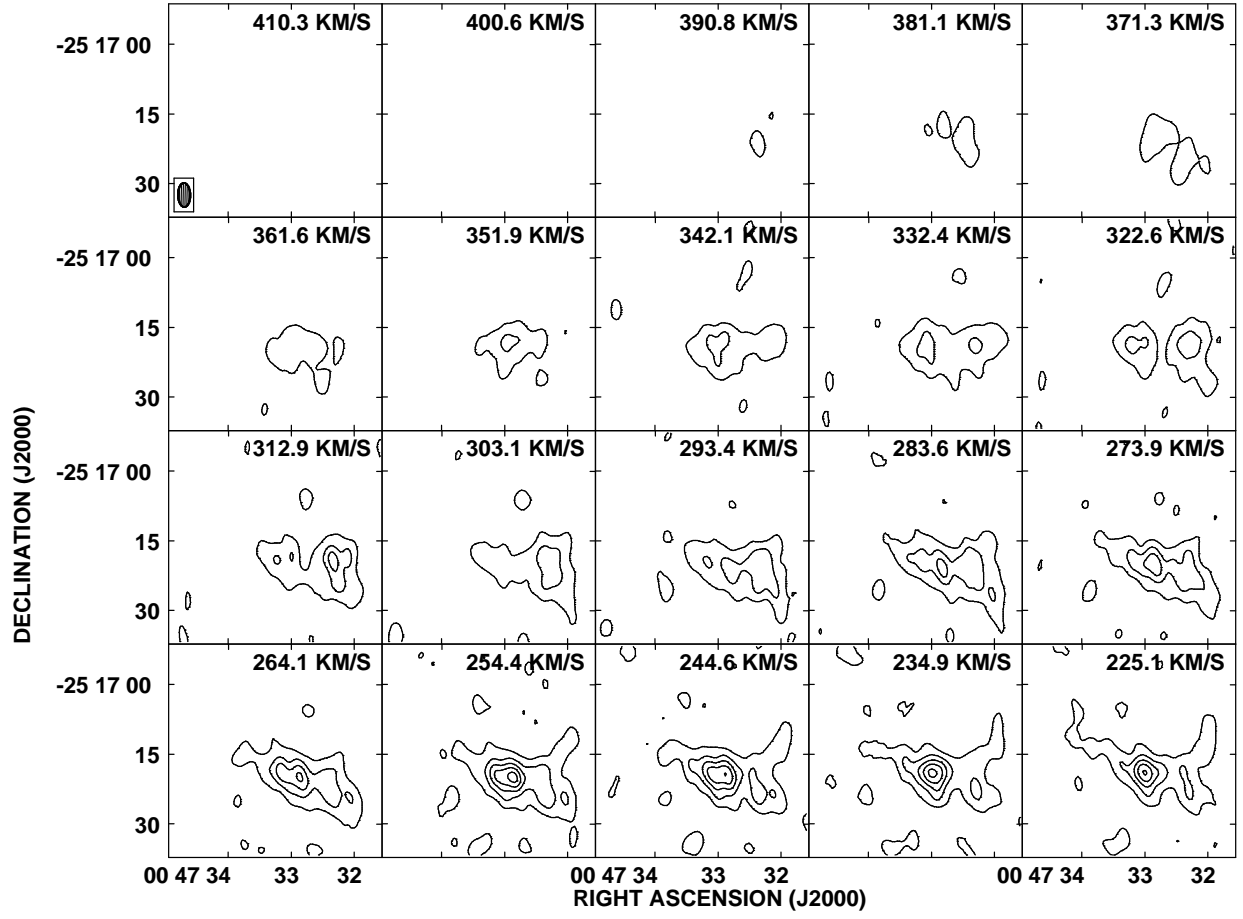 410.3 KM/S 400.6 KM/S 390.8 KM/S 381.1 KM/S 371.3 KM/S
-25 17 00
15
30
361.6 KM/S 351.9 KM/S 342.1 KM/S 332.4 KM/S 322.6 KM/S
-25 17 00
15
30
312.9 KM/S 303.1 KM/S 293.4 KM/S 283.6 KM/S 273.9 KM/S
-25 17 00
15
30
264.1 KM/S 254.4 KM/S 244.6 KM/S 234.9 KM/S 225.1 KM/S
-25 17 00
15
30
DECLINATION (J2000)
00 47 34 33 32 00 47 34 33 32 00 47 34 33 32
RIGHT ASCENSION (J2000)